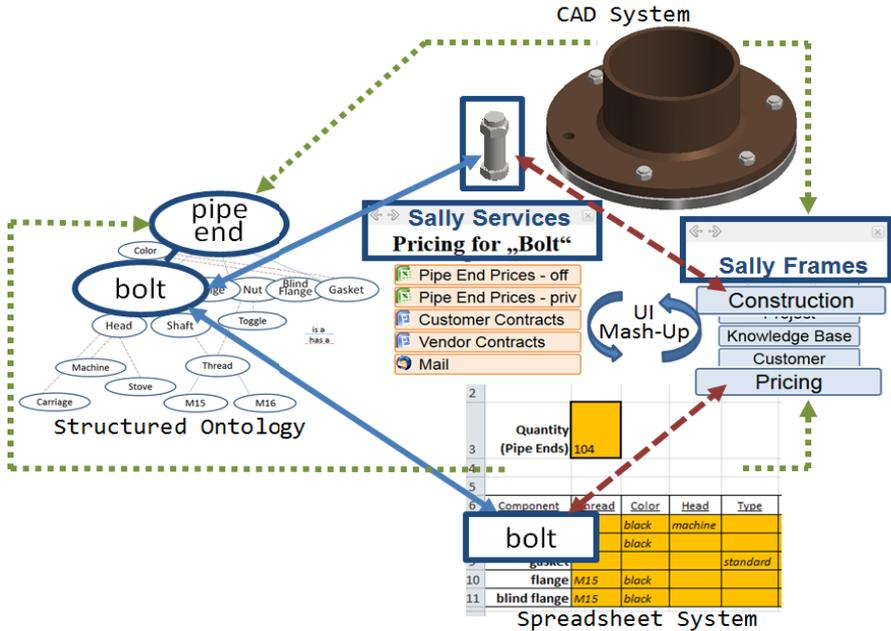 CAD System
pipe
end
Color
bolt
Nut
Blind
Flange
Gasket
Head
Shaft
Toggle
is a
has a
Machine
Stove
Thread
Carriage
M15
M16
Structured Ontology
Sally Services
Pricing for „Bolt“
Pipe End Prices - off
Pipe End Prices - priv
Customer Contracts
Vendor Contracts
Mail
UI
Mash-Up
Sally Frames
Construction
Project
Knowledge Base
Customer
Pricing
2
Quantity
(Pipe Ends)
3
104
4
5
6 Component Color Head Type
bolt
black machine
black
gasket standard
10 flange M15 black
11 blind flange M15 black
Spreadsheet System